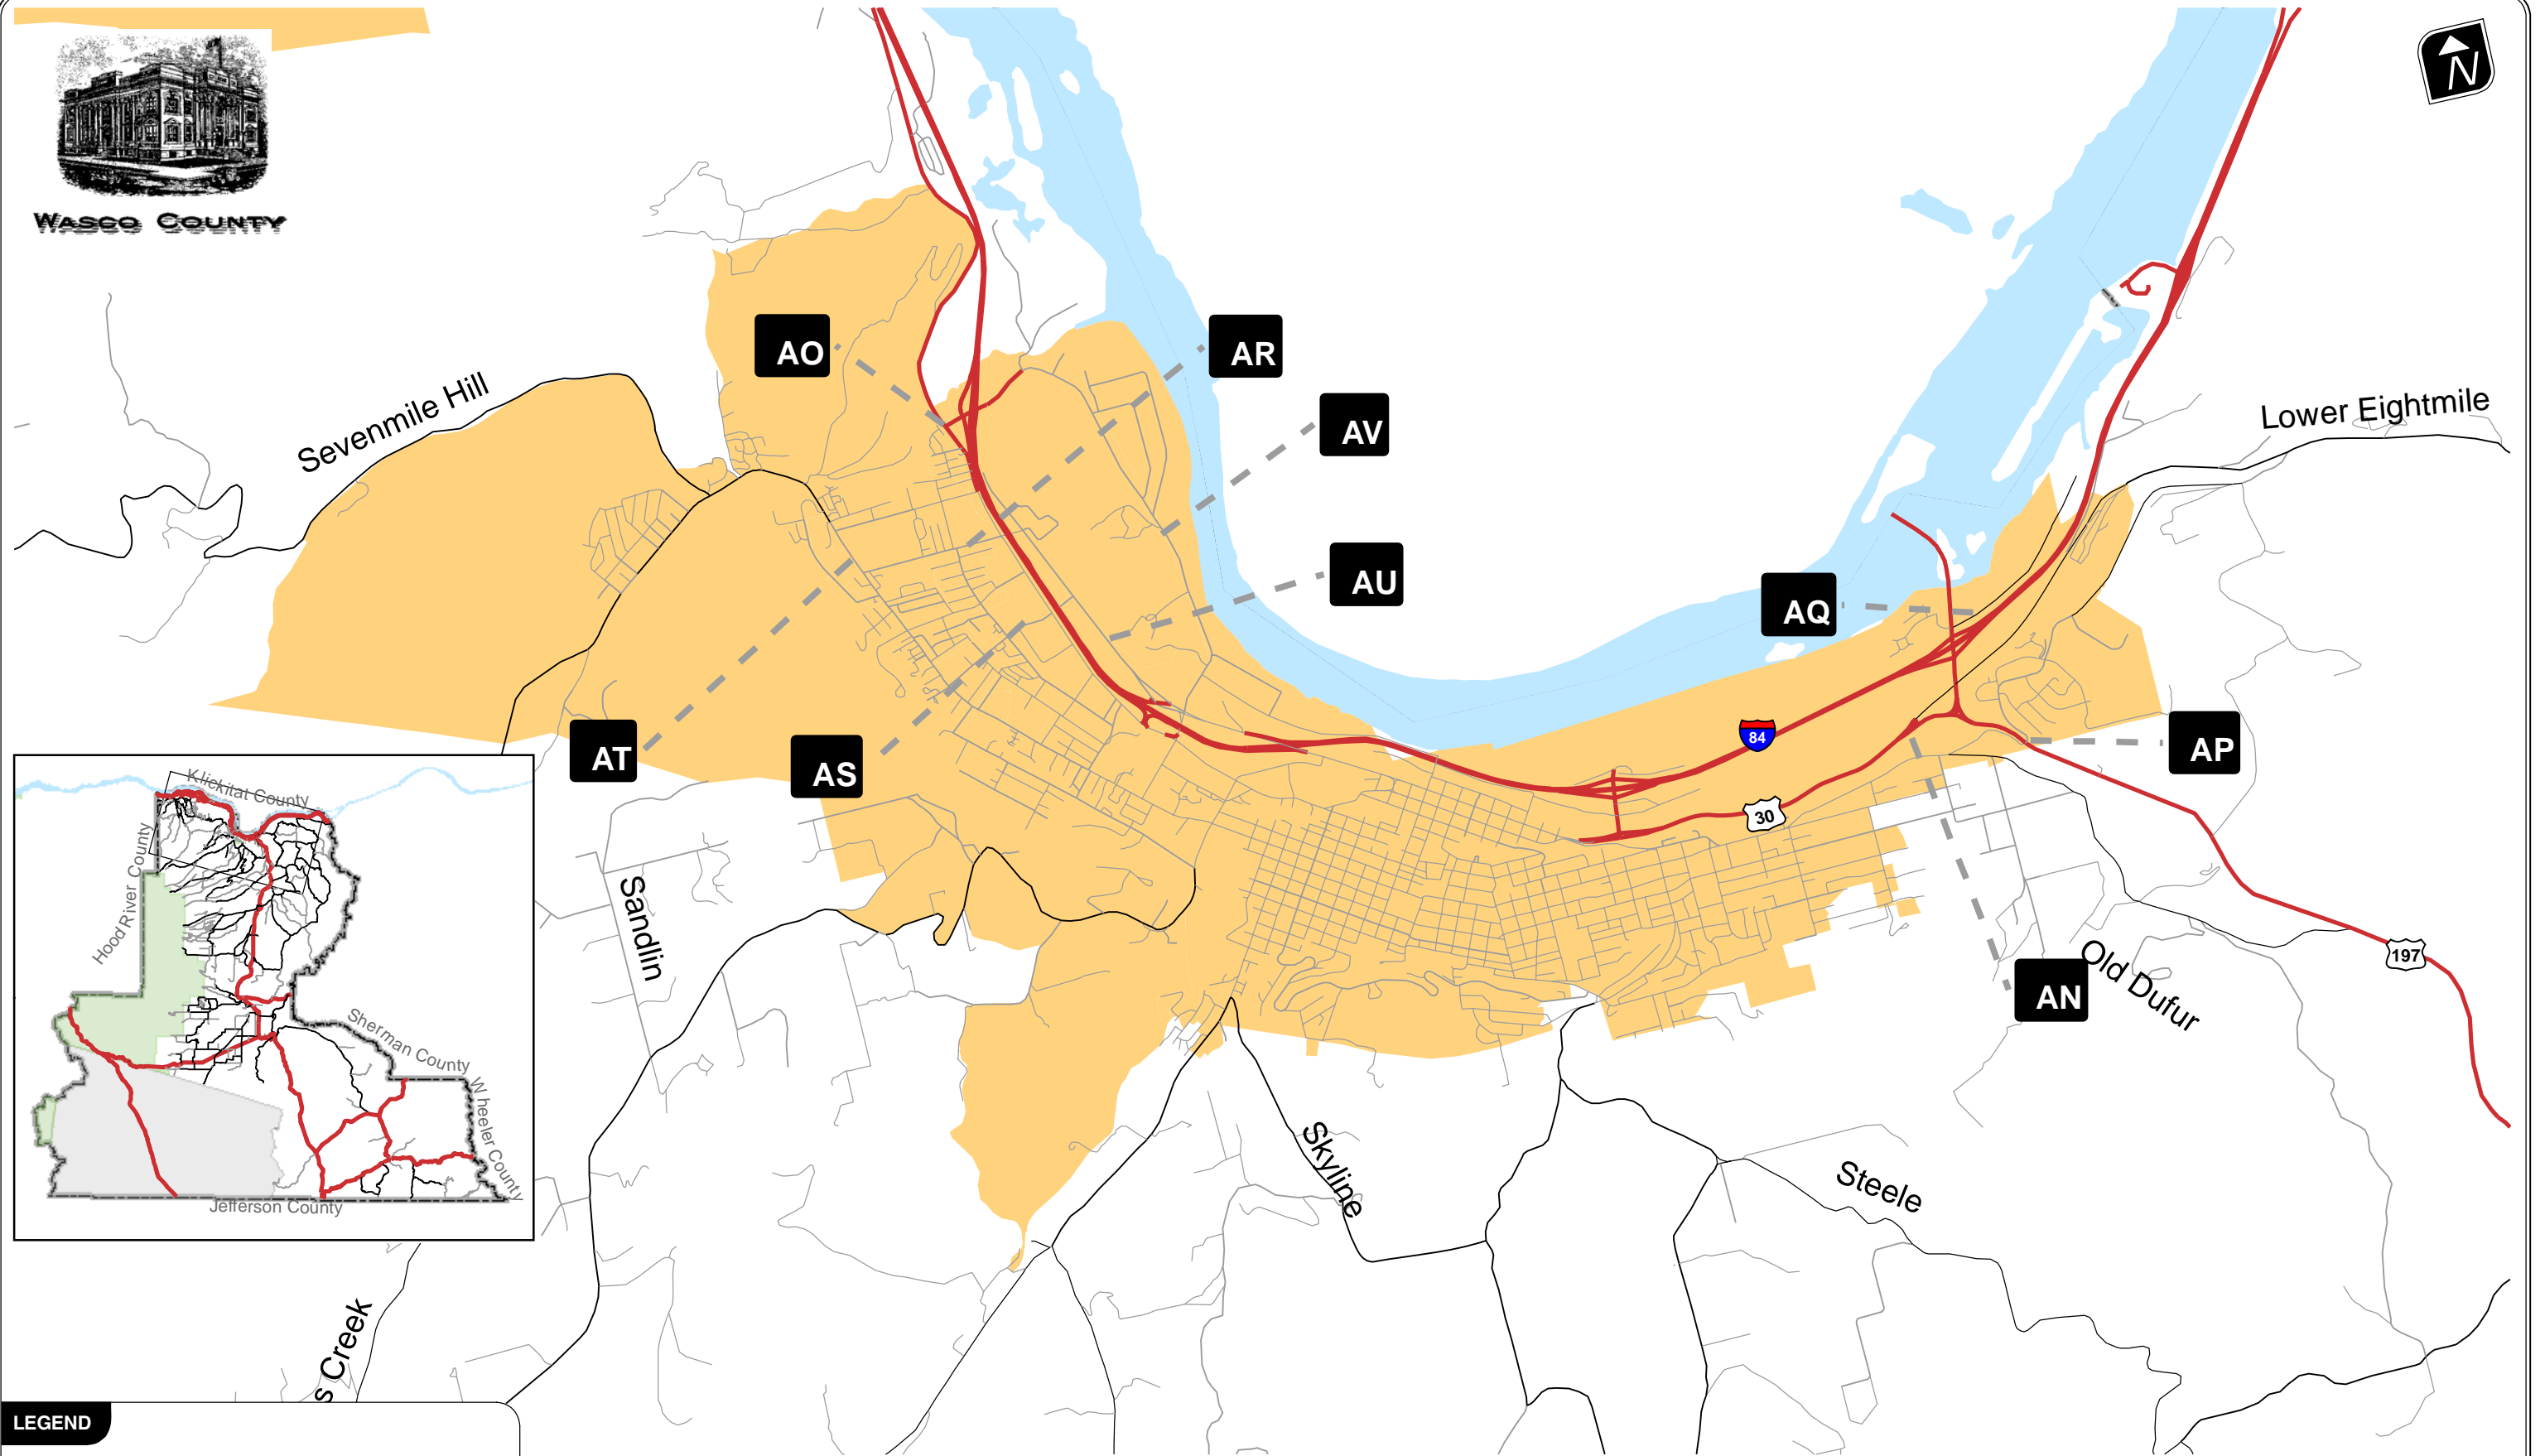 WASCO COUNTY
N
AO
AR
Sevenmile Hill
AV
Lower Eightmile
AU
AQ
AT
AS
84
AP
30
Klickitat County
Hood River County
Sandlin
Old Dufur
197
AN
Sherman County
Wheeler County
Jefferson County
Skyline
Steele
s Creek
LEGEND